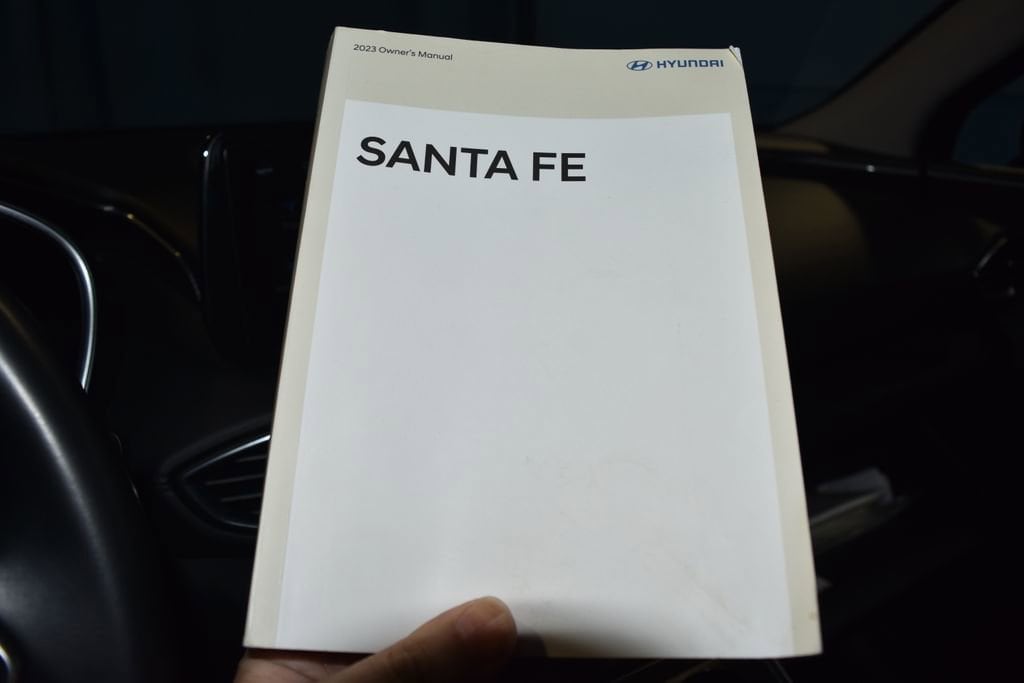 2023 Owner's Manual
HYUNDAI
SANTA FE